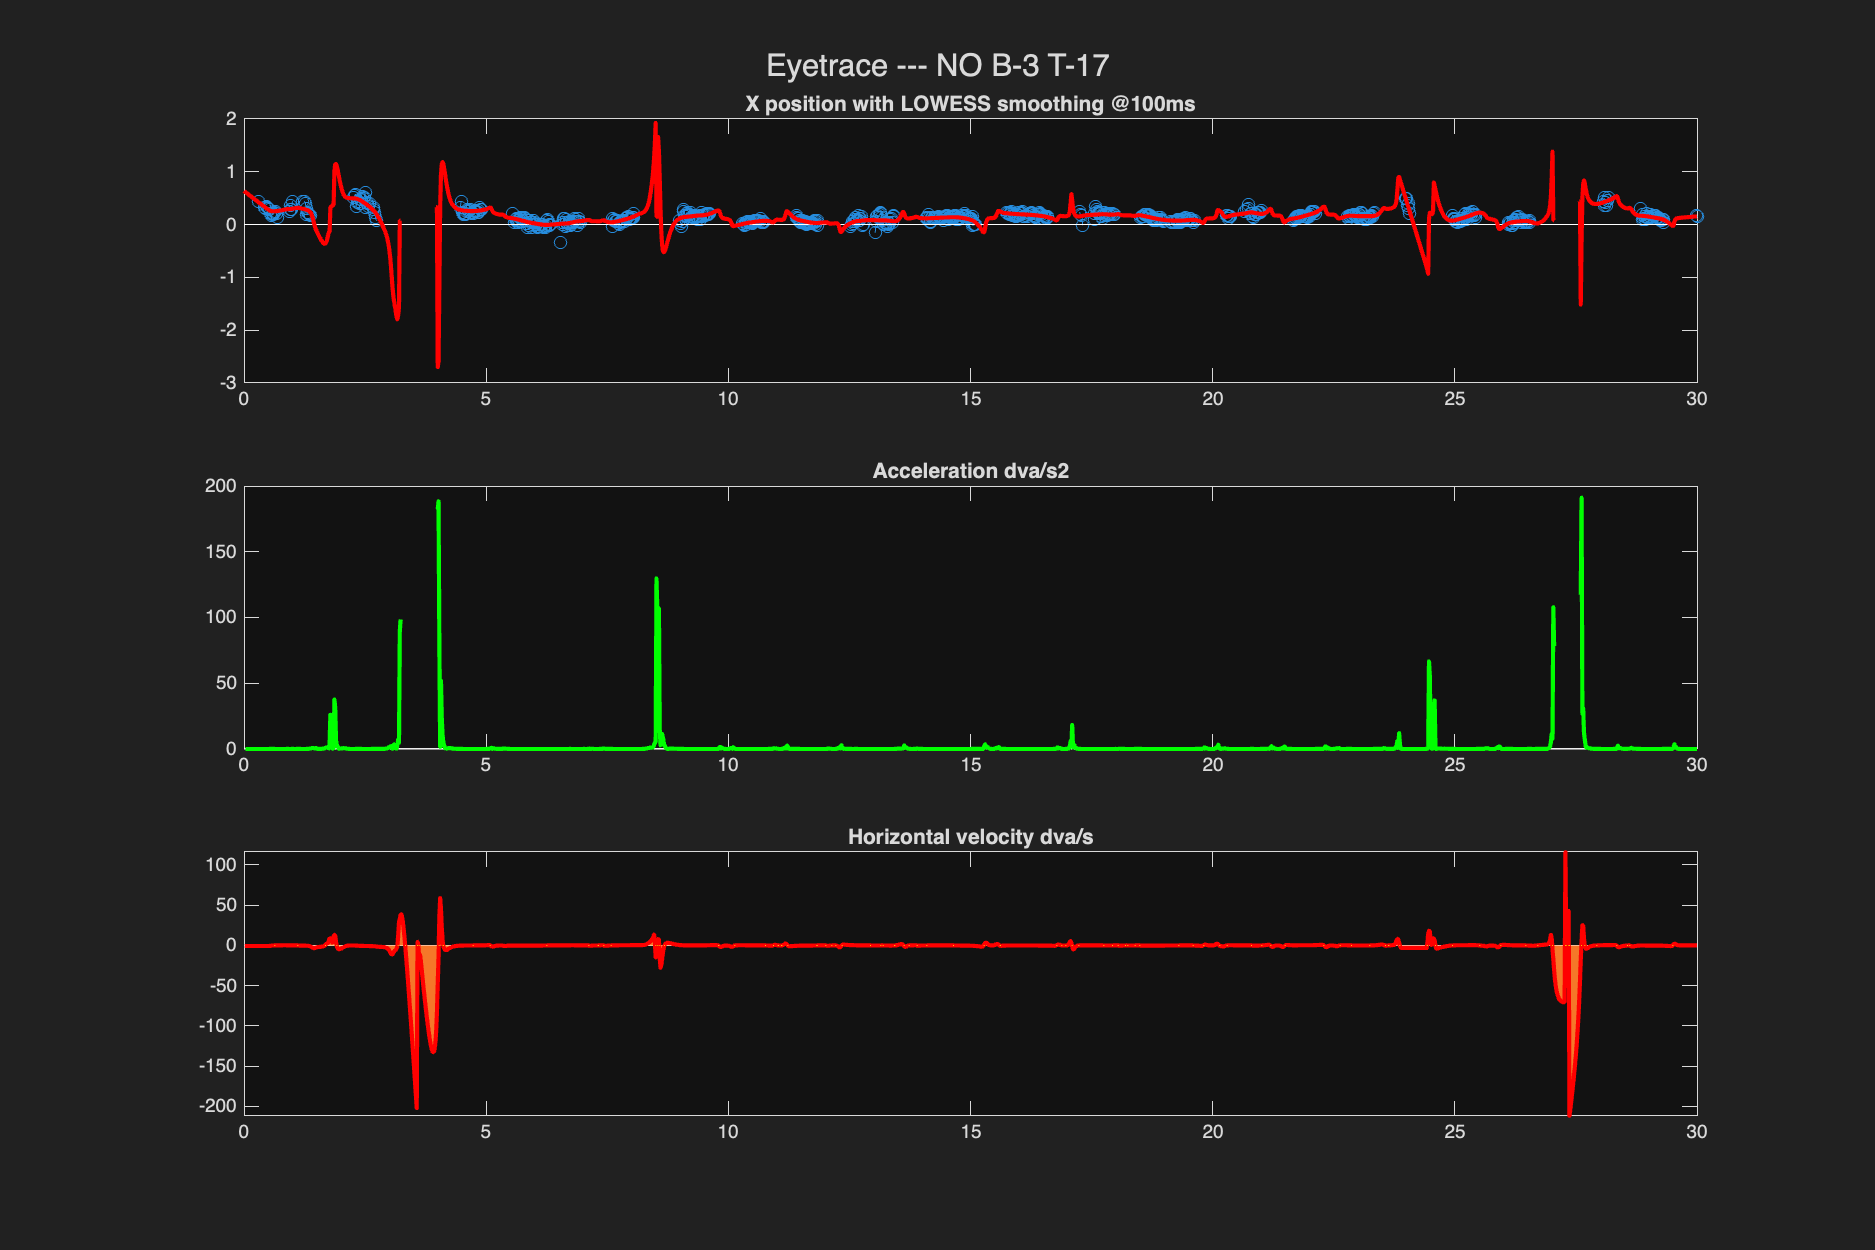 Eyetrace --- NO B-3 T-17
X position with LOWESS smoothing @100ms
2
1
0
-1
-2
-3
0 5 10 15 20 25 30
Acceleration dva/s2
200
150
100
50
0
0 5 10 15 20 25 30
Horizontal velocity dva/s
100
50
0
-50
-100
-150
-200
0 5 10 15 20 25 30